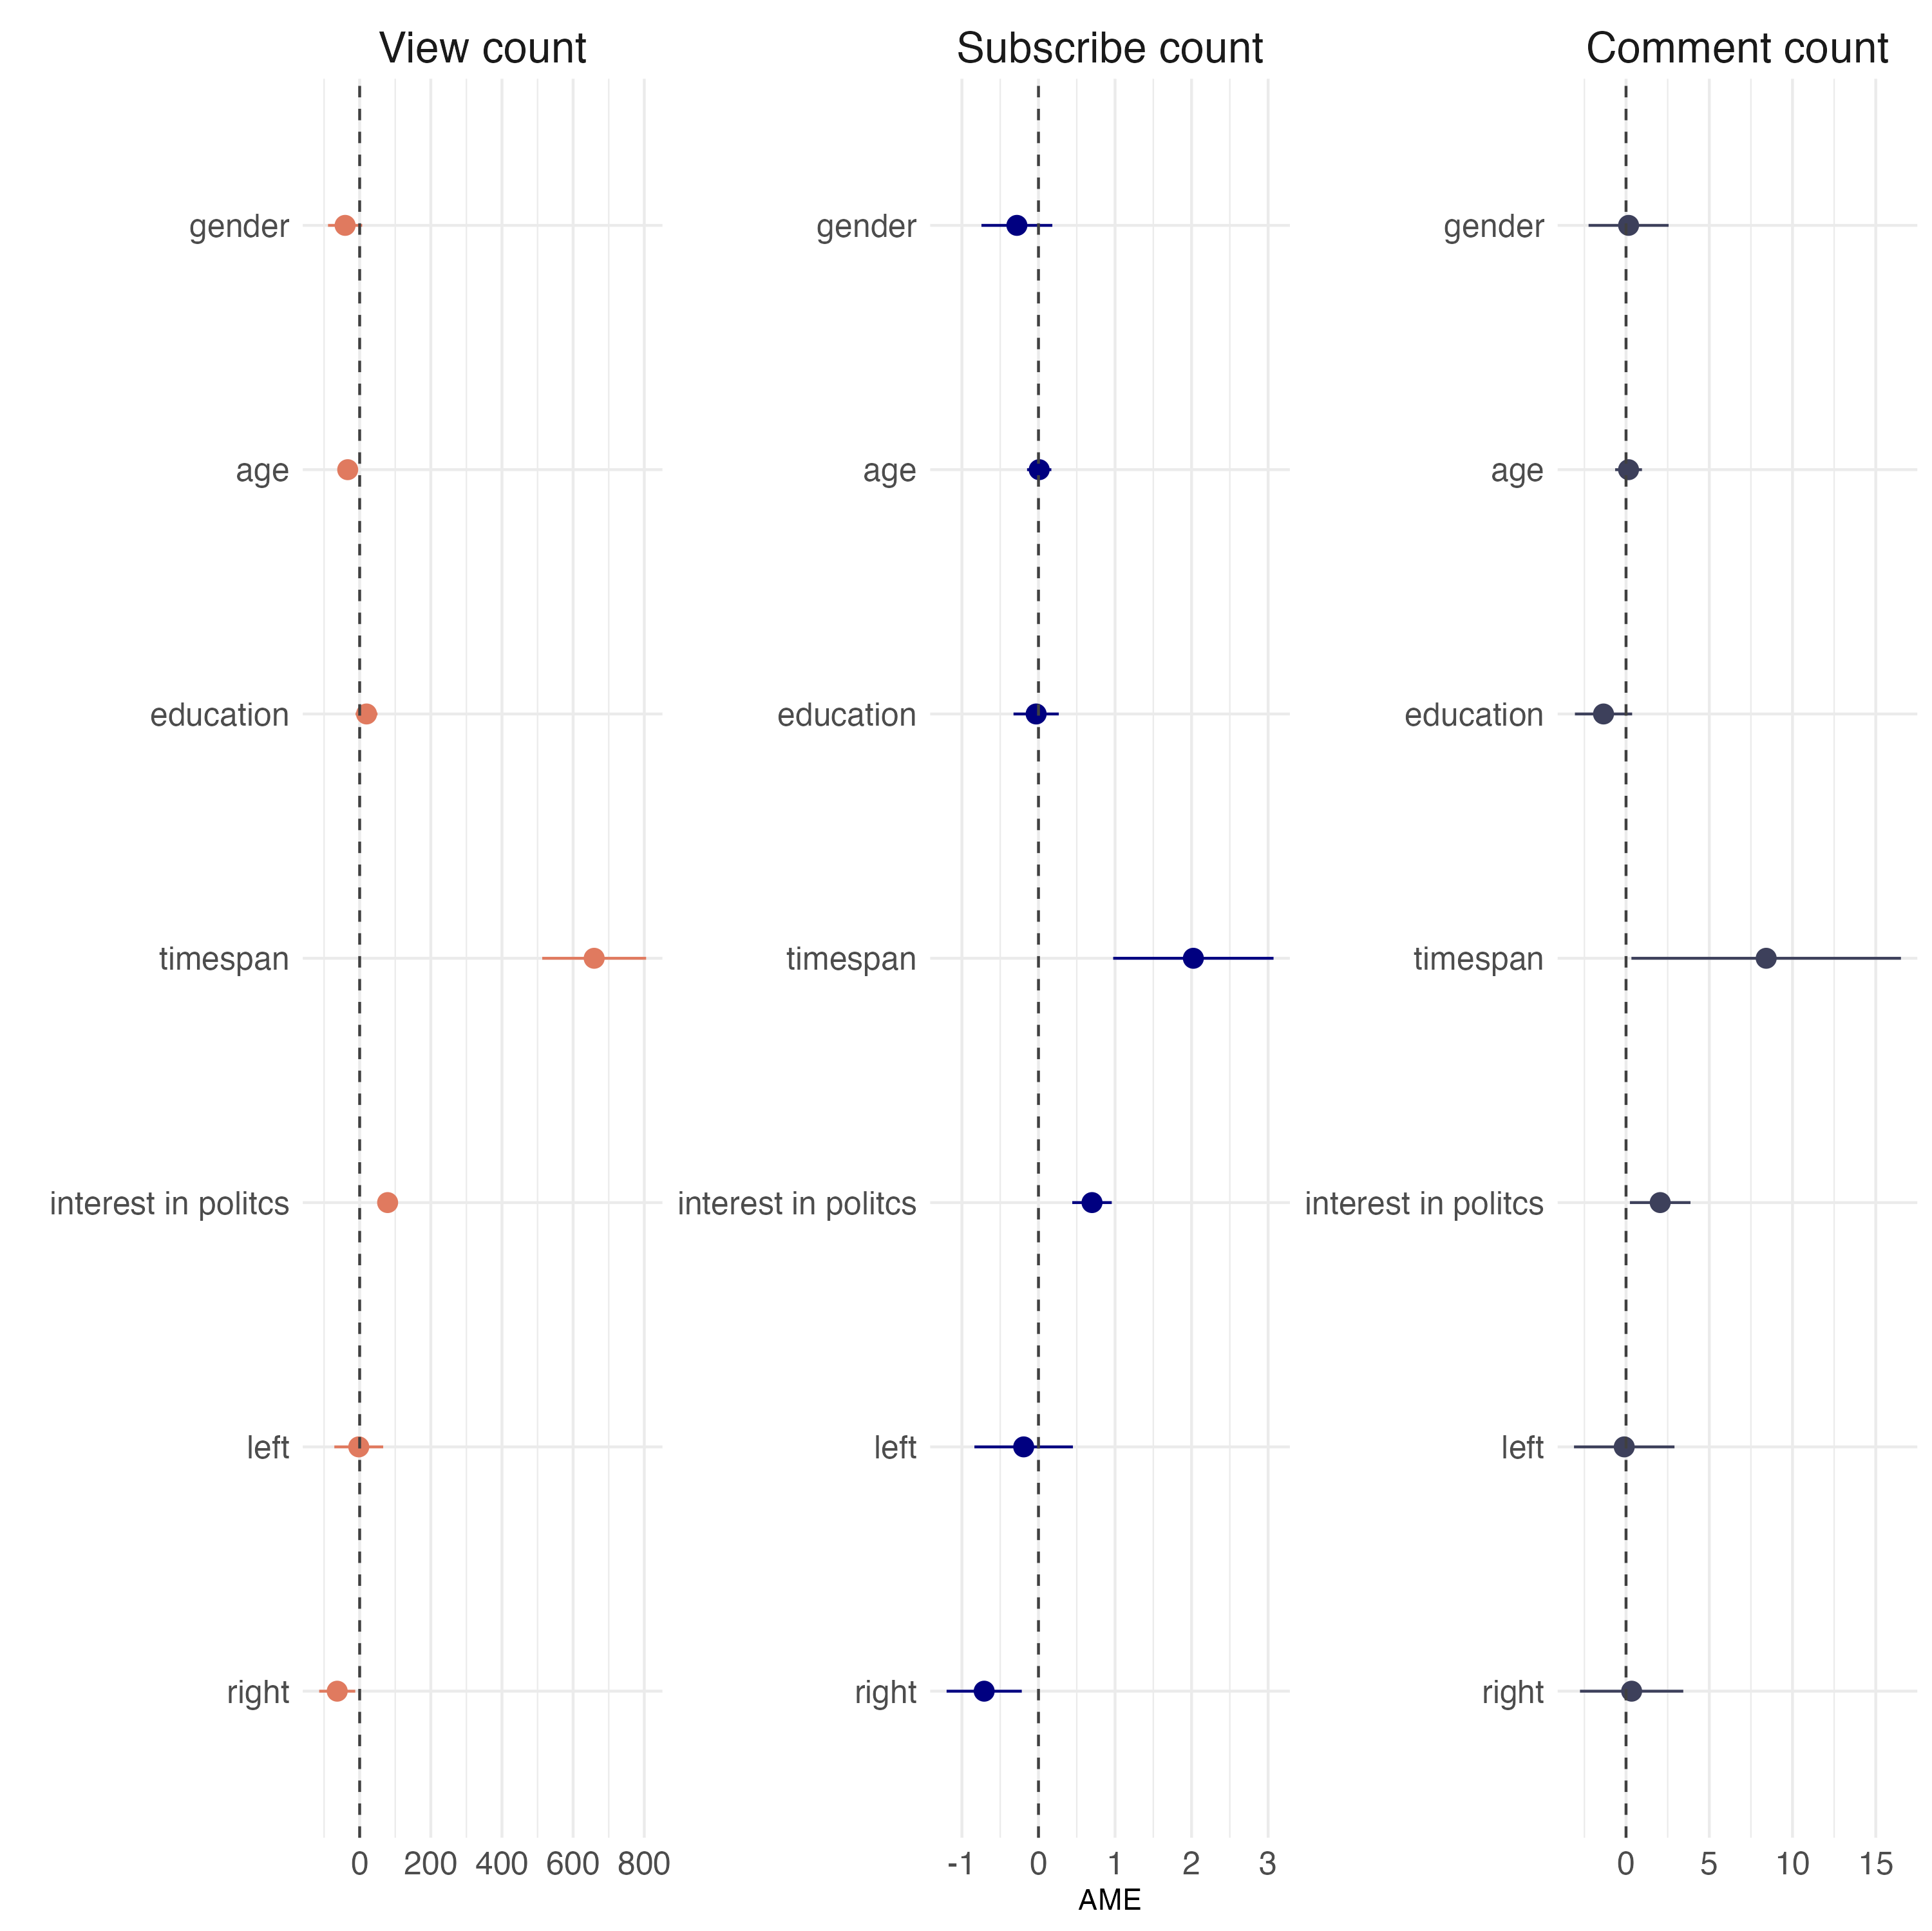 View count
gender
age
education
timespan
interest in politcs
left
right
0 200 400 600 800
Subscribe count
gender
age
education
timespan
interest in politcs
left
right
-1 0 1 2 3
AME
Comment count
gender
age
education
timespan
interest in politcs
left
right
0 5 10 15